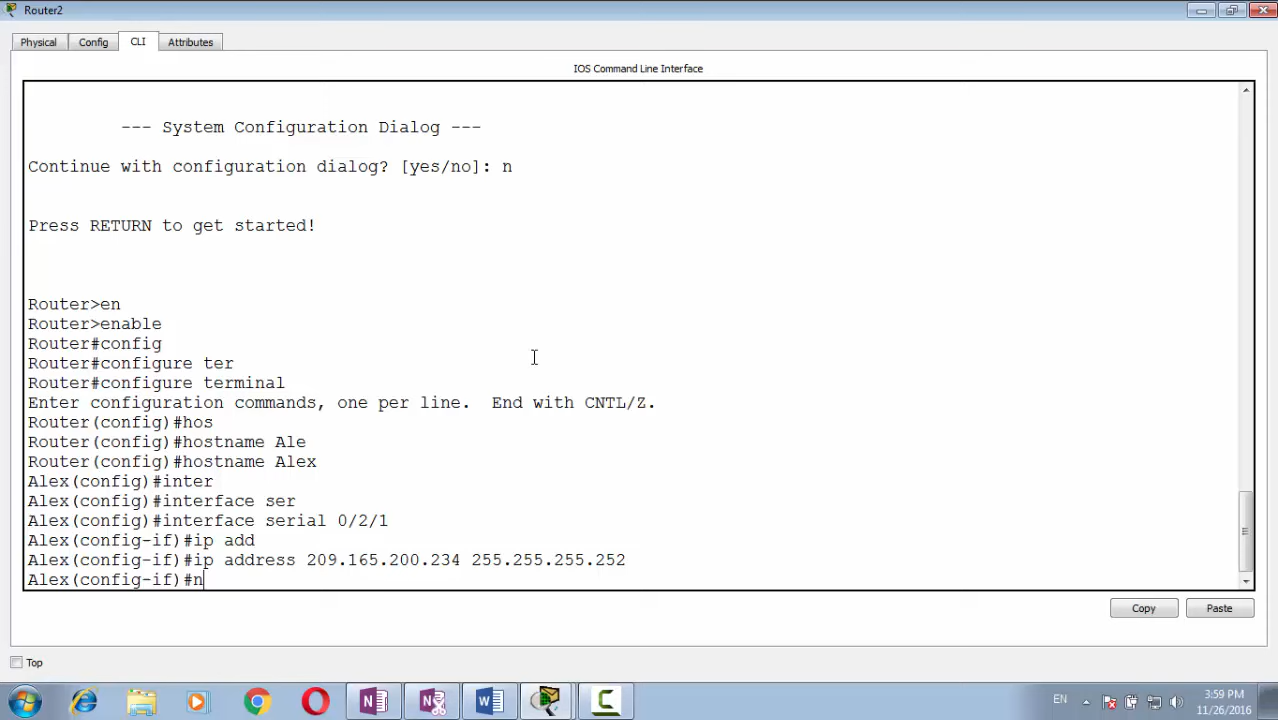 Router2
Physical Config CLI Attributes
IOS Command Line Interface
--- System Configuration Dialog ---
Continue with configuration dialog? [yes/no]: n
Press RETURN to get started!
Router>en
Router>enable
Router#config
Router#configure ter
Router#configure terminal
Enter configuration commands, one per line.  End with CNTL/Z.
Router(config)#hos
Router(config)#hostname Ale
Router(config)#hostname Alex
Alex(config)#inter
Alex(config)#interface ser
Alex(config)#interface serial 0/2/1
Alex(config-if)#ip add
Alex(config-if)#ip address 209.165.200.234 255.255.255.252
Alex(config-if)#n
Copy Paste
Top
EN 3:59 PM
11/26/2016